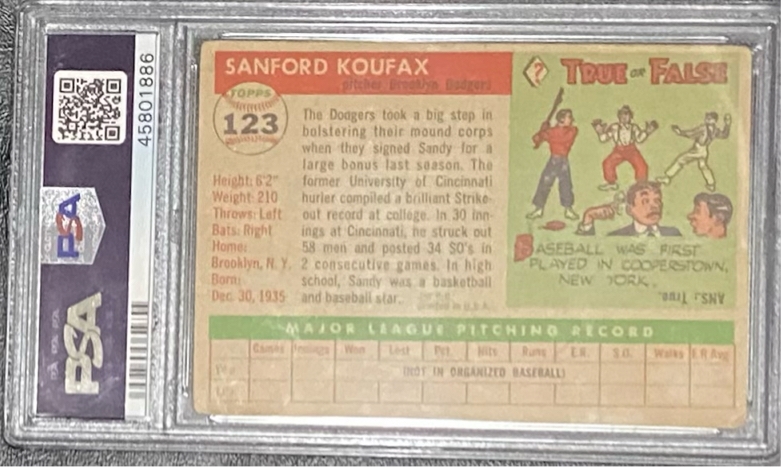 45801886
PSA
PSA
SANFORD KOUFAX
pitcher Brooklyn Dodgers
TOPPS
123
Height: 6'2"
Weight: 210
Throws: Left
Bats: Right
Home:
Brooklyn, N. Y.
Born:
Dec. 30, 1935
The Dodgers took a big step in
bolstering their mound corps
when they signed Sandy for a
large bonus last season. The
former University of Cincinnati
hurler compiled a brilliant Strike-
out record at college. In 30 inn-
ings at Cincinnati, he struck out
58 men and posted 34 SO's in
2 consecutive games. In high
school, Sandy was a basketball
and baseball star.
?
TRUE OR FALSE
BASEBALL WAS FIRST
PLAYED IN COOPERSTOWN,
NEW YORK.
ANS: True.
MAJOR LEAGUE PITCHING RECORD
Games Innings Won Lost Pct. Hits Runs E.R. S.O. Walks E.R.Avg.
(NOT IN ORGANIZED BASEBALL)